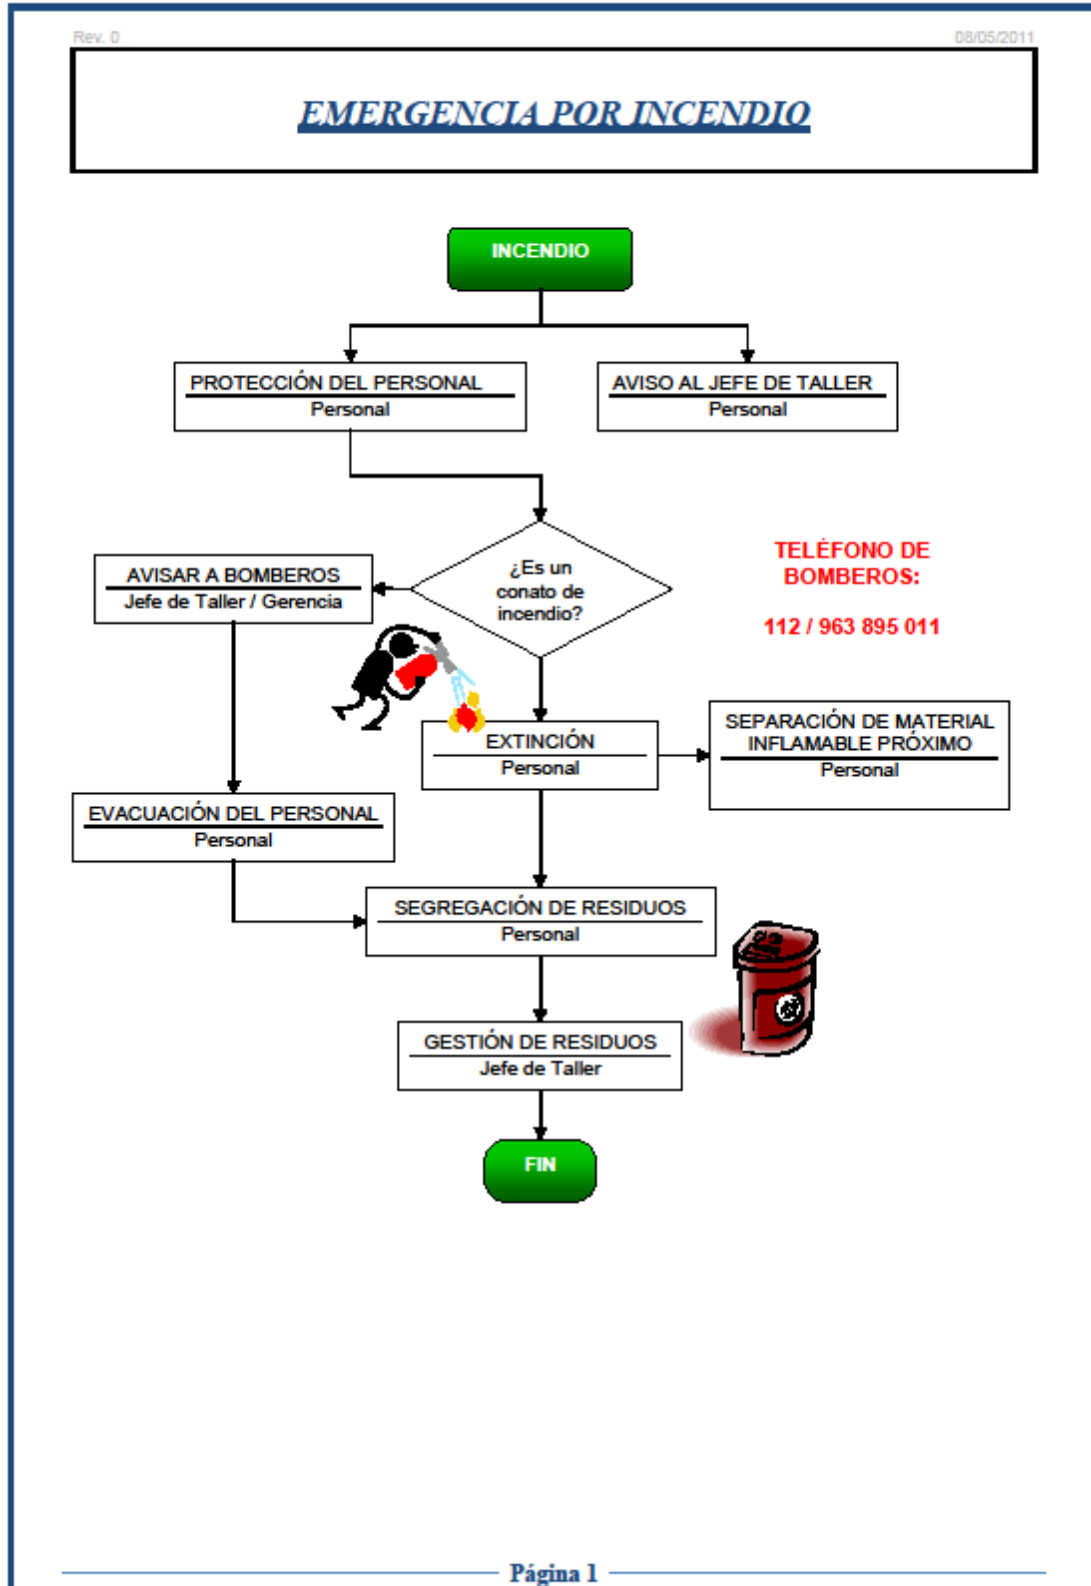 Rev. 0
08/05/2011
EMERGENCIA POR INCENDIO
INCENDIO
PROTECCIÓN DEL PERSONAL
Personal
AVISO AL JEFE DE TALLER
Personal
¿Es un
conato de
incendio?
TELÉFONO DE
BOMBEROS:
112 / 963 895 011
AVISAR A BOMBEROS
Jefe de Taller / Gerencia
EXTINCIÓN
Personal
SEPARACIÓN DE MATERIAL
INFLAMABLE PRÓXIMO
Personal
EVACUACIÓN DEL PERSONAL
Personal
SEGREGACIÓN DE RESIDUOS
Personal
GESTIÓN DE RESIDUOS
Jefe de Taller
FIN
Página 1